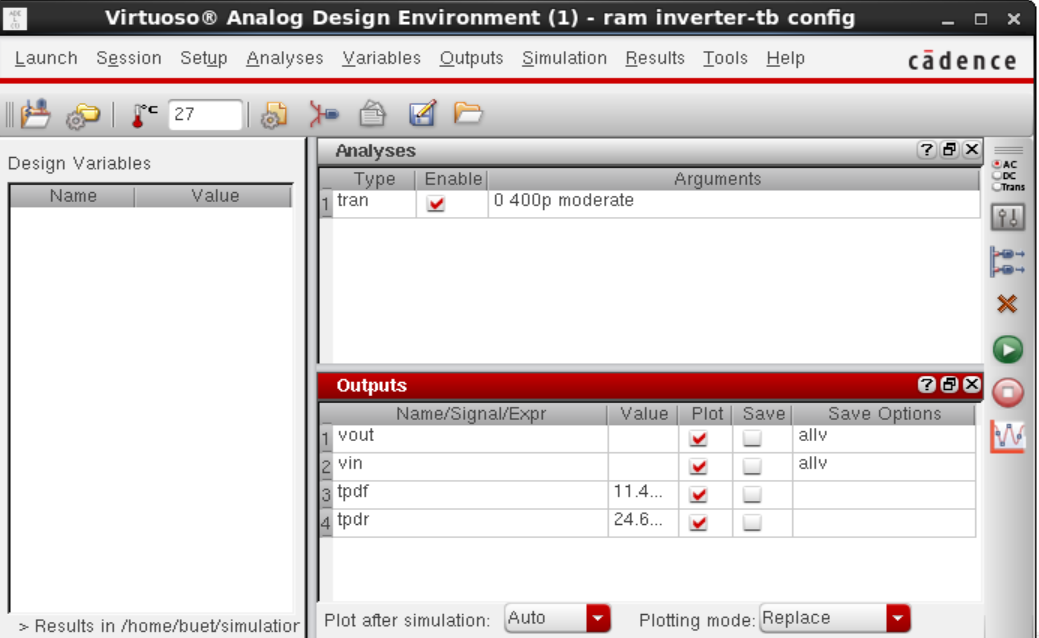 Virtuoso® Analog Design Environment (1) - ram inverter-tb config
Launch Session Setup Analyses Variables Outputs Simulation Results Tools Help
cādence
°C 27
Design Variables
Name Value
Analyses
Type Enable Arguments
1 tran 0 400p moderate
AC
DC
Trans
Outputs
Name/Signal/Expr Value Plot Save Save Options
1 vout allv
2 vin allv
3 tpdf 11.4...
4 tpdr 24.6...
Plot after simulation: Auto Plotting mode: Replace
> Results in /home/buet/simulation